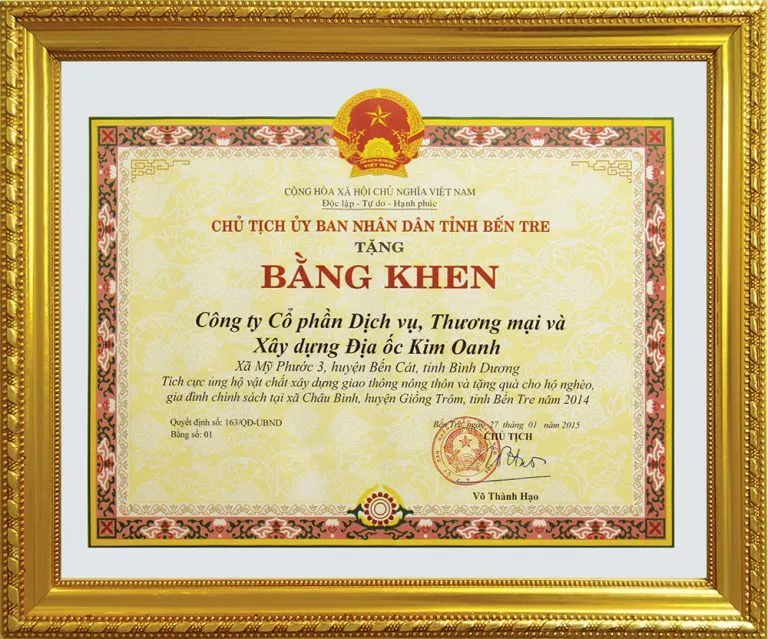 VIỆT NAM
CỘNG HÒA XÃ HỘI CHỦ NGHĨA VIỆT NAM
Độc lập - Tự do - Hạnh phúc
CHỦ TỊCH ỦY BAN NHÂN DÂN TỈNH BẾN TRE
TẶNG
BẰNG KHEN
Công ty Cổ phần Dịch vụ, Thương mại và
Xây dựng Địa ốc Kim Oanh
Xã Mỹ Phước 3, huyện Bến Cát, tỉnh Bình Dương
Tích cực ủng hộ vật chất xây dựng giao thông nông thôn và tặng quà cho hộ nghèo,
gia đình chính sách tại xã Châu Bình, huyện Giồng Trôm, tỉnh Bến Tre năm 2014
Quyết định số: 163/QĐ-UBND
Bằng số: 01
Bến Tre, ngày 27 tháng 01 năm 2015
CHỦ TỊCH
Võ Thành Hạo